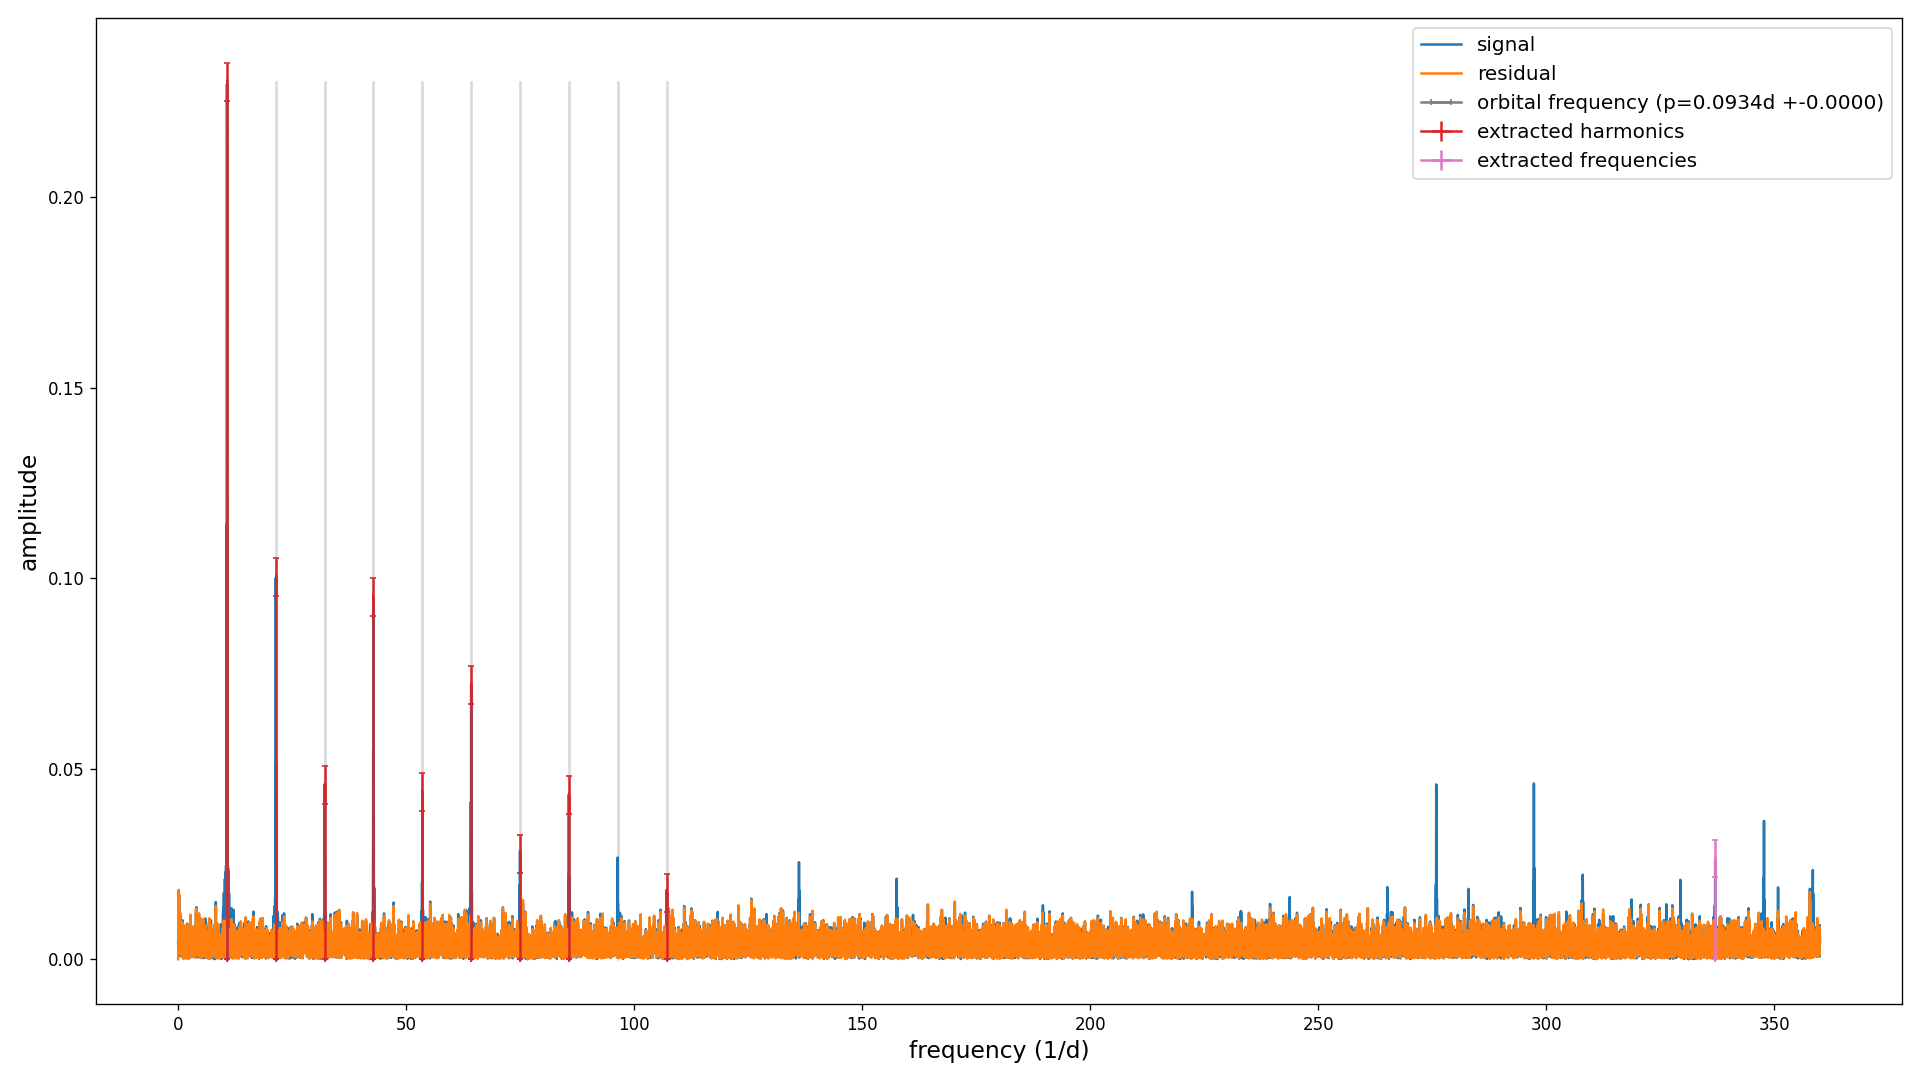 signal
residual
orbital frequency (p=0.0934d +-0.0000)
extracted harmonics
extracted frequencies
0.20
0.15
0.10
0.05
0.00
amplitude
0 50 100 150 200 250 300 350
frequency (1/d)